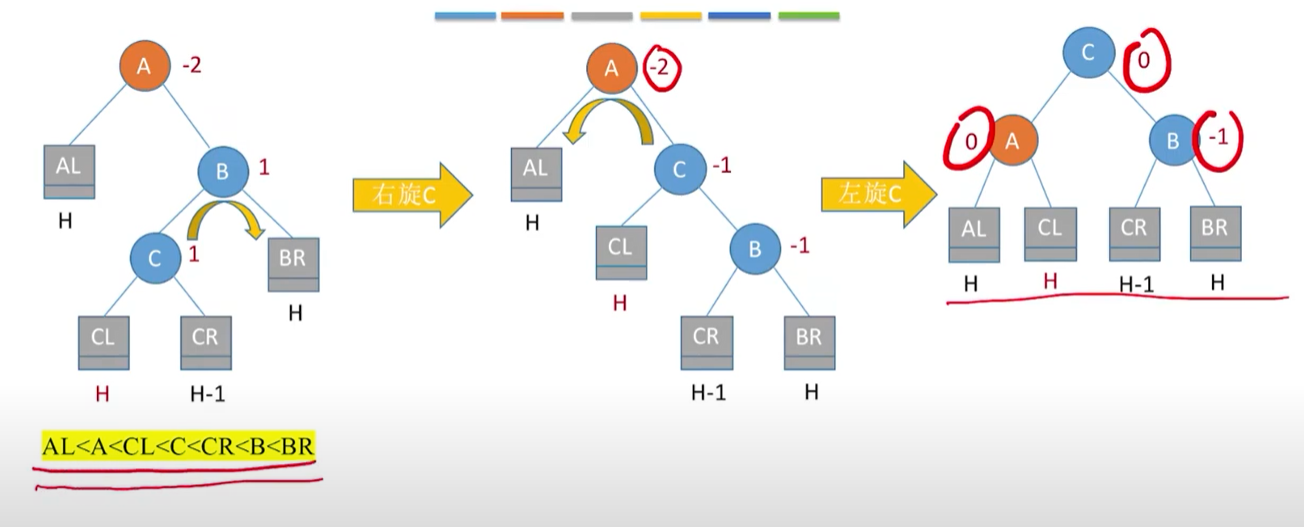 A -2
AL
H
B 1
C 1
BR
H
CL
H
CR
H-1
AL<A<CL<C<CR<B<BR
右旋C
A -2
AL
H
C -1
CL
H
B -1
CR
H-1
BR
H
左旋C
C 0
0 A
B -1
AL
H
CL
H
CR
H-1
BR
H